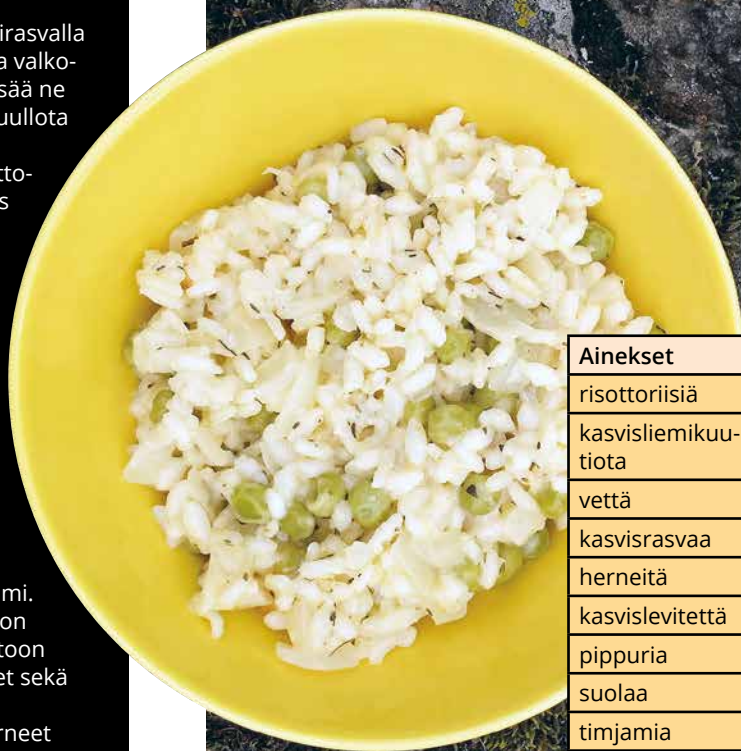 irasvalla
a valko-
sää ne
uullota
tto-
s
mi.
on
toon
et sekä
rneet
Ainekset
risottoriisiä
kasvisliemikuu-
tiota
vettä
kasvisrasvaa
herneitä
kasvislevitettä
pippuria
suolaa
timjamia